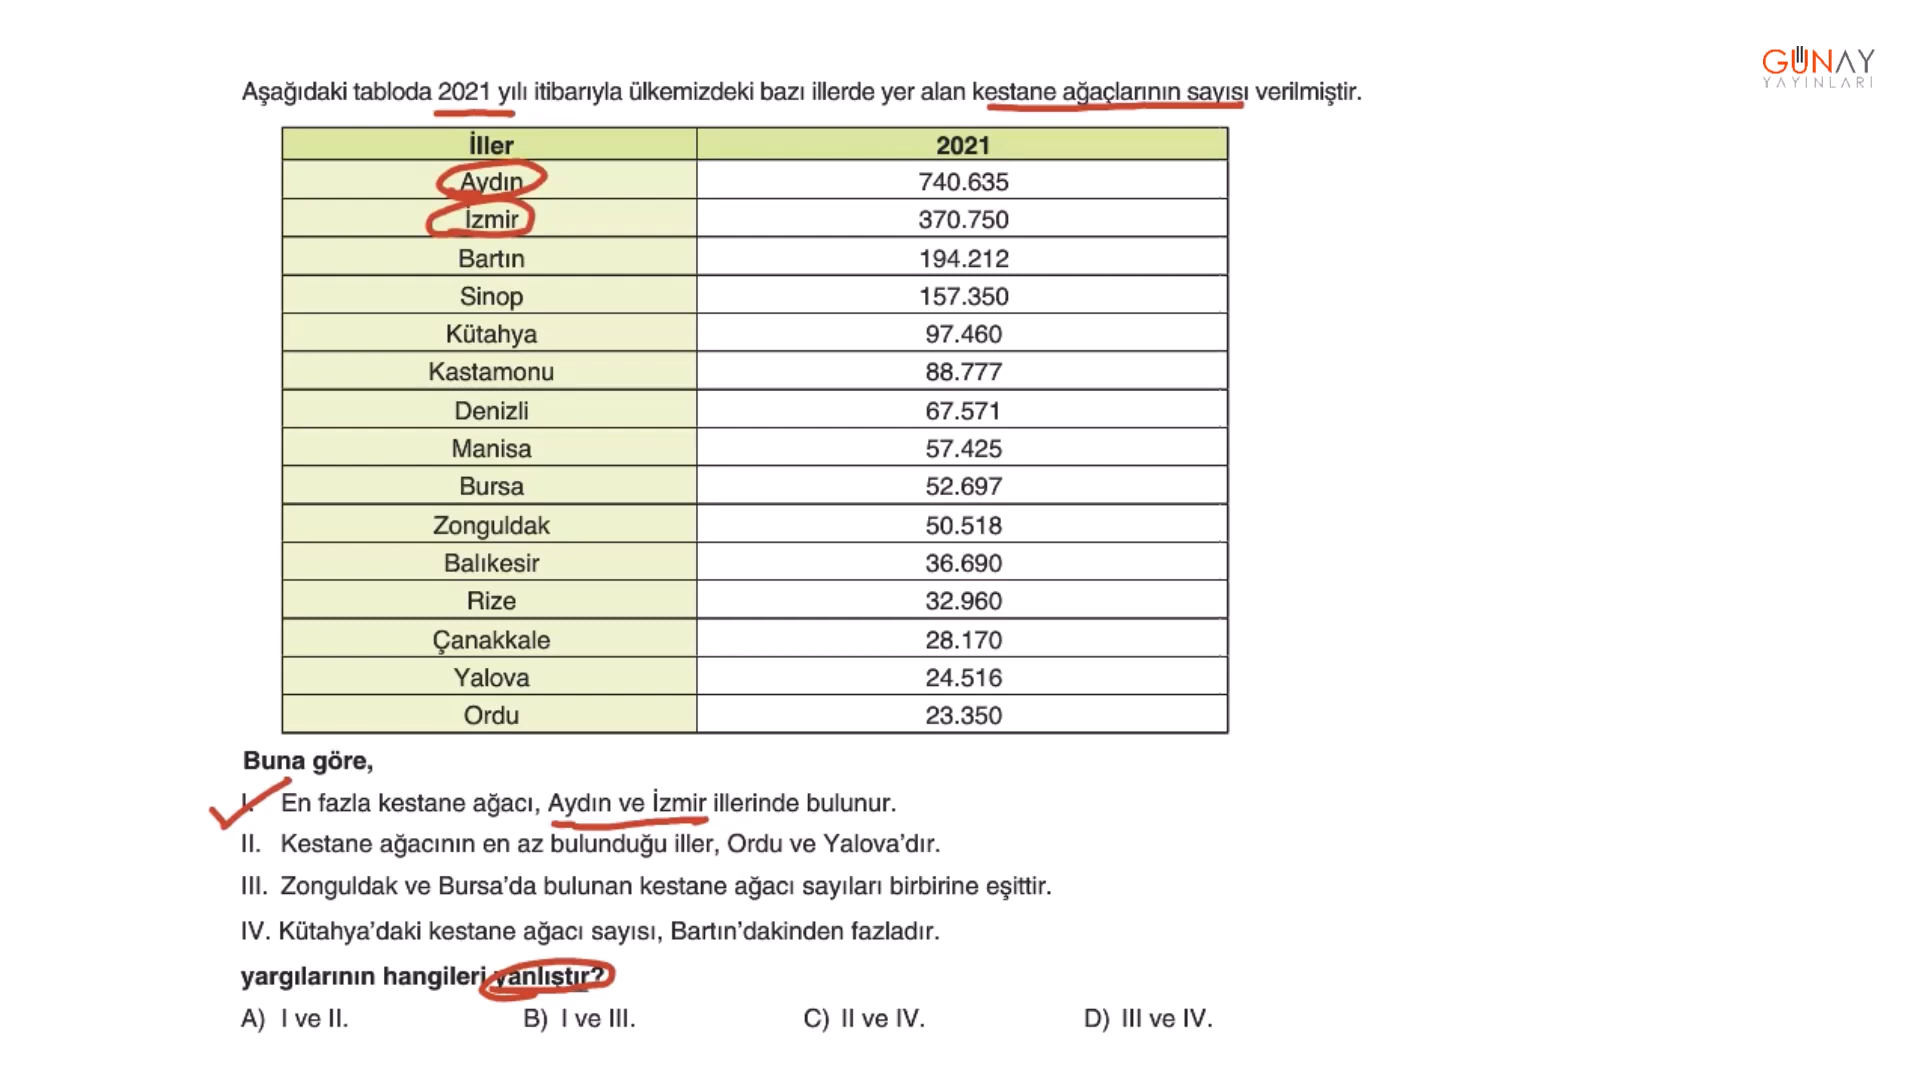 GÜNAY
YAYINLARI
Aşağıdaki tabloda 2021 yılı itibarıyla ülkemizdeki bazı illerde yer alan kestane ağaçlarının sayısı verilmiştir.
İller 2021
Aydın 740.635
İzmir 370.750
Bartın 194.212
Sinop 157.350
Kütahya 97.460
Kastamonu 88.777
Denizli 67.571
Manisa 57.425
Bursa 52.697
Zonguldak 50.518
Balıkesir 36.690
Rize 32.960
Çanakkale 28.170
Yalova 24.516
Ordu 23.350
Buna göre,
I. En fazla kestane ağacı, Aydın ve İzmir illerinde bulunur.
II. Kestane ağacının en az bulunduğu iller, Ordu ve Yalova’dır.
III. Zonguldak ve Bursa’da bulunan kestane ağacı sayıları birbirine eşittir.
IV. Kütahya’daki kestane ağacı sayısı, Bartın’dakinden fazladır.
yargılarının hangileri yanlıştır?
A) I ve II. B) I ve III. C) II ve IV. D) III ve IV.